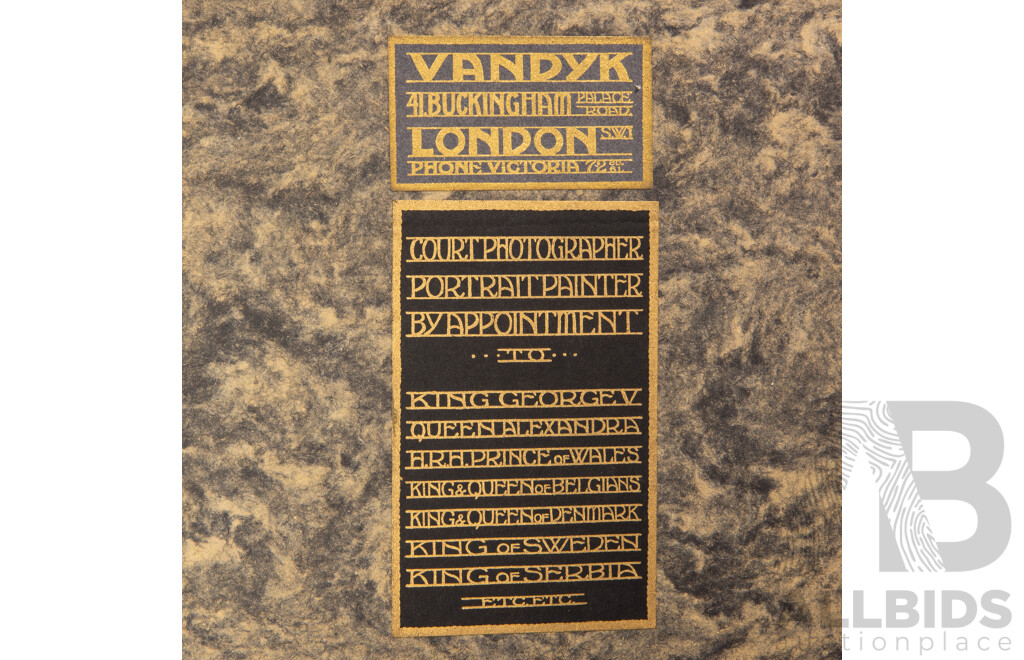 VANDYK
41.BUCKINGHAM PALACE ROAD
LONDON SW1
PHONE VICTORIA
COURT PHOTOGRAPHER
PORTRAIT PAINTER
BY APPOINTMENT
··TO···
KING GEORGE V
QUEEN ALEXANDRA
H.R.H. PRINCE OF WALES
KING & QUEEN OF BELGIANS
KING & QUEEN OF DENMARK
KING OF SWEDEN
KING OF SERBIA
ETC.ETC.
B
LLBIDS
tionplace